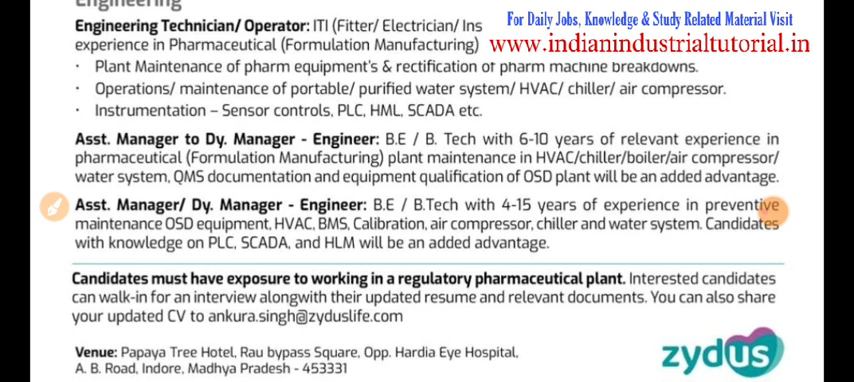 Engineering
Engineering Technician/ Operator: ITI (Fitter/ Electrician/ Ins
For Daily Jobs, Knowledge & Study Related Material Visit
experience in Pharmaceutical (Formulation Manufacturing)
www.indianindustrialtutorial.in
· Plant Maintenance of pharm equipment's & rectification of pharm machine breakdowns.
· Operations/ maintenance of portable/ purified water system/ HVAC/ chiller/ air compressor.
· Instrumentation – Sensor controls, PLC, HML, SCADA etc.
Asst. Manager to Dy. Manager - Engineer: B.E / B. Tech with 6-10 years of relevant experience in
pharmaceutical (Formulation Manufacturing) plant maintenance in HVAC/chiller/boiler/air compressor/
water system, QMS documentation and equipment qualification of OSD plant will be an added advantage.
Asst. Manager/ Dy. Manager - Engineer: B.E / B.Tech with 4-15 years of experience in preventive
maintenance OSD equipment, HVAC, BMS, Calibration, air compressor, chiller and water system. Candidates
with knowledge on PLC, SCADA, and HLM will be an added advantage.
Candidates must have exposure to working in a regulatory pharmaceutical plant. Interested candidates
can walk-in for an interview alongwith their updated resume and relevant documents. You can also share
your updated CV to ankura.singh@zyduslife.com
Venue: Papaya Tree Hotel, Rau bypass Square, Opp. Hardia Eye Hospital,
A. B. Road, Indore, Madhya Pradesh - 453331
zydus